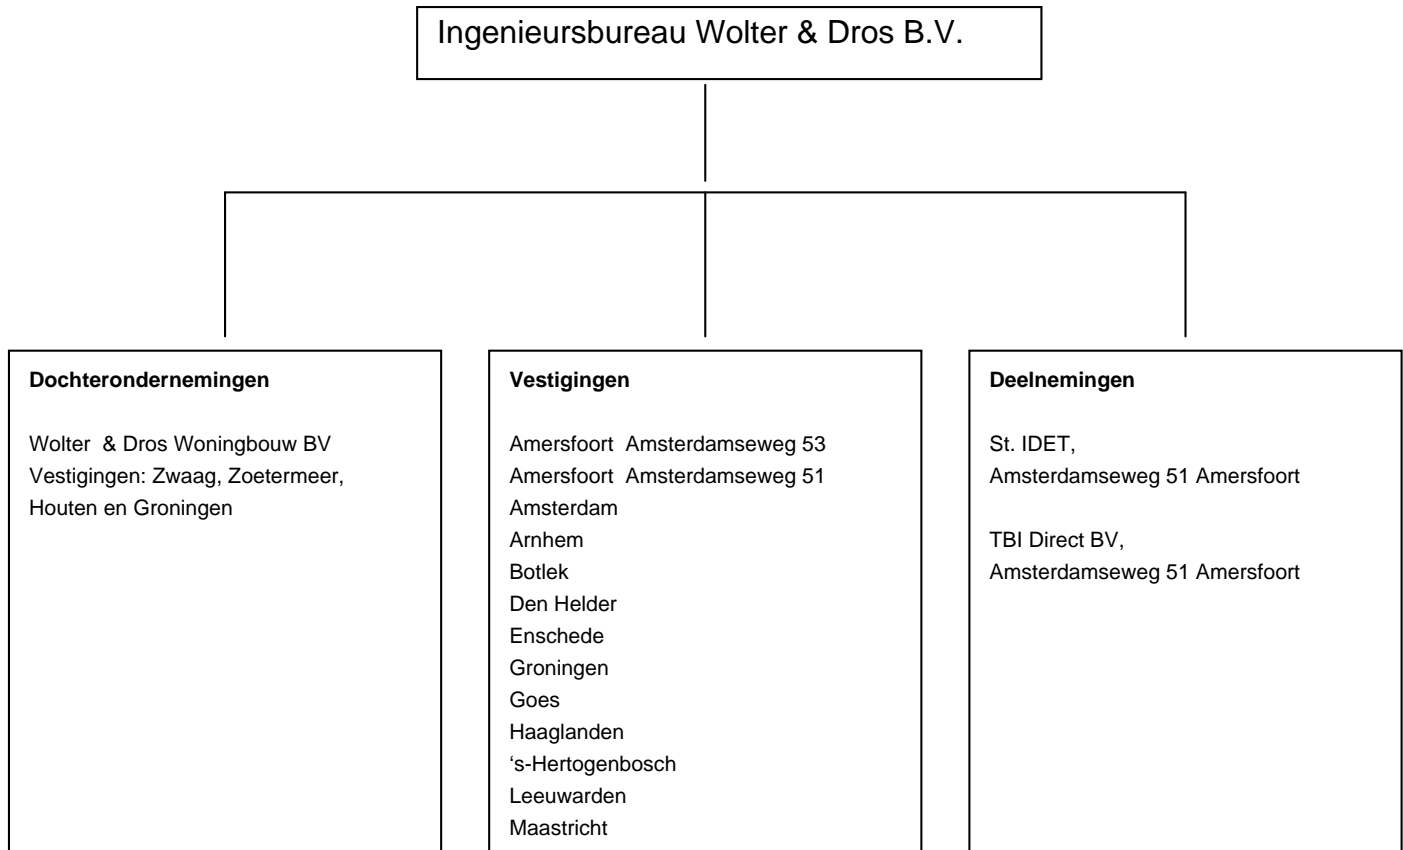 Ingenieursbureau Wolter & Dros B.V.
Dochterondernemingen
Wolter & Dros Woningbouw BV
Vestigingen: Zwaag, Zoetermeer,
Houten en Groningen
Vestigingen
Amersfoort Amsterdamseweg 53
Amersfoort Amsterdamseweg 51
Amsterdam
Arnhem
Botlek
Den Helder
Enschede
Groningen
Goes
Haaglanden
‘s-Hertogenbosch
Leeuwarden
Maastricht
Deelnemingen
St. IDET,
Amsterdamseweg 51 Amersfoort
TBI Direct BV,
Amsterdamseweg 51 Amersfoort